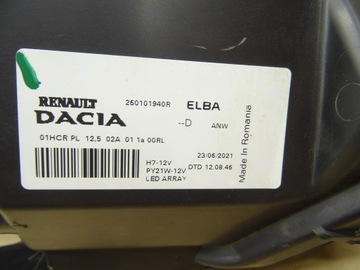 RENAULT 260101940R ELBA
DACIA --D ANW
01HCR PL 12,5 02A 01 1a 00RL
H7-12V 23/06/2021
PY21W-12V DTD 12.08.46
LED ARRAY
Made In Romania